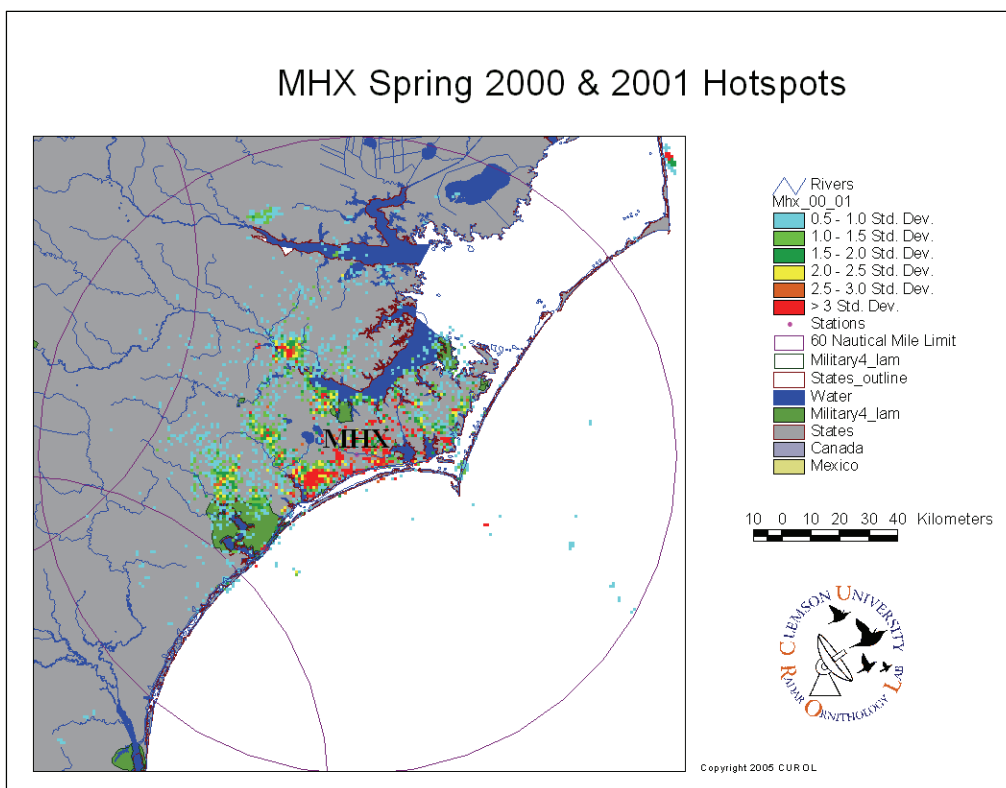 MHX Spring 2000 & 2001 Hotspots
MHX
Rivers
Mhx_00_01
0.5 - 1.0 Std. Dev.
1.0 - 1.5 Std. Dev.
1.5 - 2.0 Std. Dev.
2.0 - 2.5 Std. Dev.
2.5 - 3.0 Std. Dev.
> 3 Std. Dev.
Stations
60 Nautical Mile Limit
Military4_lam
States_outline
Water
Military4_lam
States
Canada
Mexico
10 0 10 20 30 40 Kilometers
CLEMSON UNIVERSITY
RADAR ORNITHOLOGY LAB
Copyright 2005 CUROL